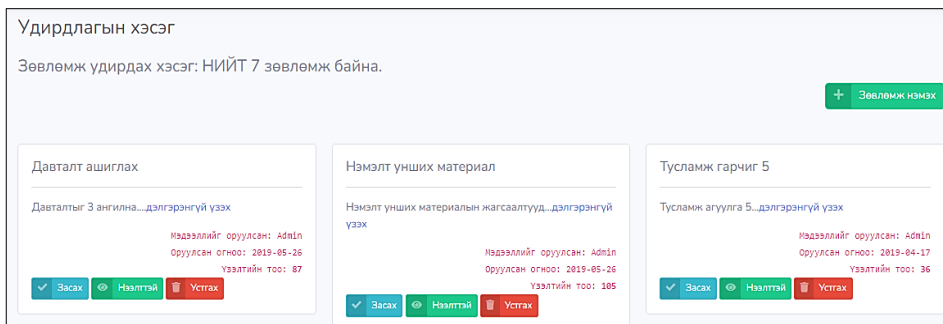 Удирдлагын хэсэг
Зөвлөмж удирдах хэсэг: НИЙТ 7 зөвлөмж байна.
Зөвлөмж нэмэх
Давталт ашиглах
Давталтыг 3 ангилна....дэлгэрэнгүй үзэх
Мэдээллийг оруулсан: Admin
Оруулсан огноо: 2019-05-26
Үзэлтийн тоо: 87
Засах Нээлттэй Устгах
Нэмэлт унших материал
Нэмэлт унших материалын жагсаалтууд...дэлгэрэнгүй
үзэх
Мэдээллийг оруулсан: Admin
Оруулсан огноо: 2019-05-26
Үзэлтийн тоо: 105
Засах Нээлттэй Устгах
Тусламж гарчиг 5
Тусламж агуулга 5...дэлгэрэнгүй үзэх
Мэдээллийг оруулсан: Admin
Оруулсан огноо: 2019-04-17
Үзэлтийн тоо: 36
Засах Нээлттэй Устгах